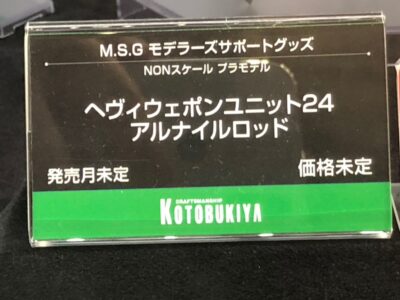 M.S.G モデラーズサポートグッズ
NONスケール プラモデル
ヘヴィウェポンユニット24
アルナイルロッド
発売月未定 価格未定
CRAFTSMANSHIP
KOTOBUKIYA